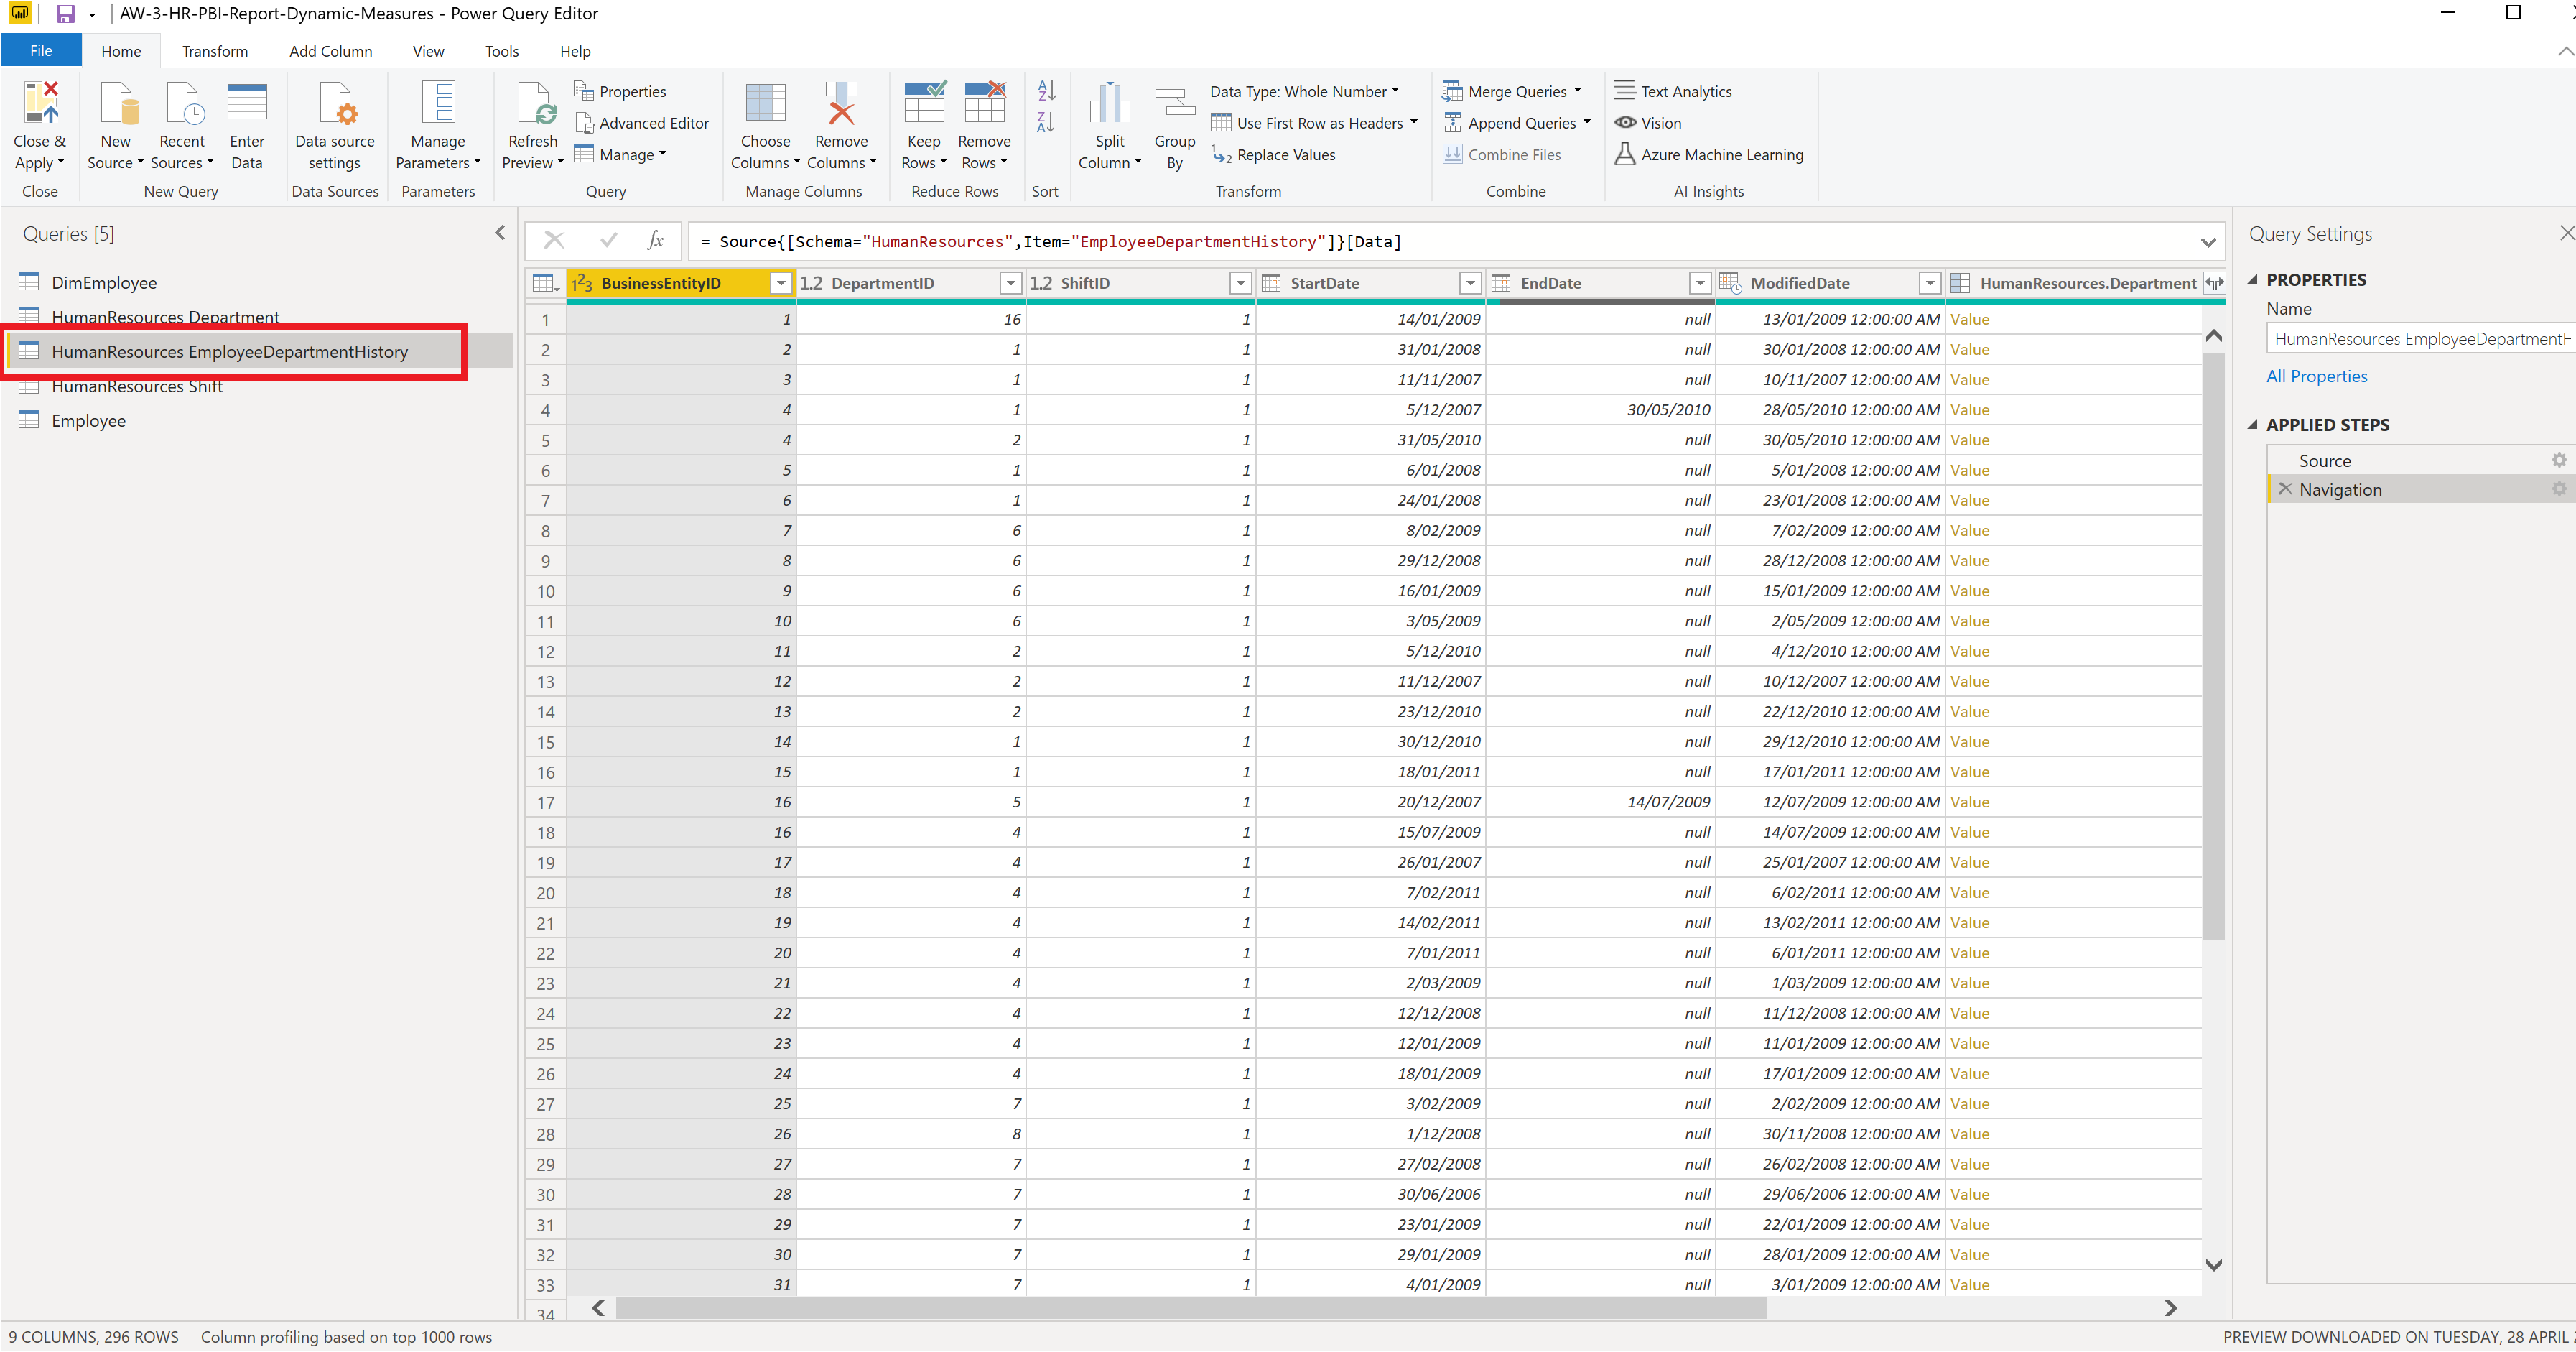 AW-3-HR-PBI-Report-Dynamic-Measures - Power Query Editor
File Home Transform Add Column View Tools Help
Close & Apply
New Source
Recent Sources
Enter Data
Data source settings
Manage Parameters
Refresh Preview
Properties
Advanced Editor
Manage
Choose Columns
Remove Columns
Keep Rows
Remove Rows
Split Column
Group By
Data Type: Whole Number
Use First Row as Headers
Replace Values
Merge Queries
Append Queries
Combine Files
Text Analytics
Vision
Azure Machine Learning
Close New Query Data Sources Parameters Query Manage Columns Reduce Rows Sort Transform Combine AI Insights
Queries [5]
DimEmployee
HumanResources Department
HumanResources EmployeeDepartmentHistory
HumanResources Shift
Employee
fx = Source{[Schema="HumanResources",Item="EmployeeDepartmentHistory"]}[Data]
123 BusinessEntityID 1.2 DepartmentID 1.2 ShiftID StartDate EndDate ModifiedDate HumanResources.Department
1 1 16 1 14/01/2009 null 13/01/2009 12:00:00 AM Value
2 2 1 1 31/01/2008 null 30/01/2008 12:00:00 AM Value
3 3 1 1 11/11/2007 null 10/11/2007 12:00:00 AM Value
4 4 1 1 5/12/2007 30/05/2010 28/05/2010 12:00:00 AM Value
5 4 2 1 31/05/2010 null 30/05/2010 12:00:00 AM Value
6 5 1 1 6/01/2008 null 5/01/2008 12:00:00 AM Value
7 6 1 1 24/01/2008 null 23/01/2008 12:00:00 AM Value
8 7 6 1 8/02/2009 null 7/02/2009 12:00:00 AM Value
9 8 6 1 29/12/2008 null 28/12/2008 12:00:00 AM Value
10 9 6 1 16/01/2009 null 15/01/2009 12:00:00 AM Value
11 10 6 1 3/05/2009 null 2/05/2009 12:00:00 AM Value
12 11 2 1 5/12/2010 null 4/12/2010 12:00:00 AM Value
13 12 2 1 11/12/2007 null 10/12/2007 12:00:00 AM Value
14 13 2 1 23/12/2010 null 22/12/2010 12:00:00 AM Value
15 14 1 1 30/12/2010 null 29/12/2010 12:00:00 AM Value
16 15 1 1 18/01/2011 null 17/01/2011 12:00:00 AM Value
17 16 5 1 20/12/2007 14/07/2009 12/07/2009 12:00:00 AM Value
18 16 4 1 15/07/2009 null 14/07/2009 12:00:00 AM Value
19 17 4 1 26/01/2007 null 25/01/2007 12:00:00 AM Value
20 18 4 1 7/02/2011 null 6/02/2011 12:00:00 AM Value
21 19 4 1 14/02/2011 null 13/02/2011 12:00:00 AM Value
22 20 4 1 7/01/2011 null 6/01/2011 12:00:00 AM Value
23 21 4 1 2/03/2009 null 1/03/2009 12:00:00 AM Value
24 22 4 1 12/12/2008 null 11/12/2008 12:00:00 AM Value
25 23 4 1 12/01/2009 null 11/01/2009 12:00:00 AM Value
26 24 4 1 18/01/2009 null 17/01/2009 12:00:00 AM Value
27 25 7 1 3/02/2009 null 2/02/2009 12:00:00 AM Value
28 26 8 1 1/12/2008 null 30/11/2008 12:00:00 AM Value
29 27 7 1 27/02/2008 null 26/02/2008 12:00:00 AM Value
30 28 7 1 30/06/2006 null 29/06/2006 12:00:00 AM Value
31 29 7 1 23/01/2009 null 22/01/2009 12:00:00 AM Value
32 30 7 1 29/01/2009 null 28/01/2009 12:00:00 AM Value
33 31 7 1 4/01/2009 null 3/01/2009 12:00:00 AM Value
34
Query Settings
PROPERTIES
Name
HumanResources EmployeeDepartmentH
All Properties
APPLIED STEPS
Source
Navigation
9 COLUMNS, 296 ROWS Column profiling based on top 1000 rows PREVIEW DOWNLOADED ON TUESDAY, 28 APRIL